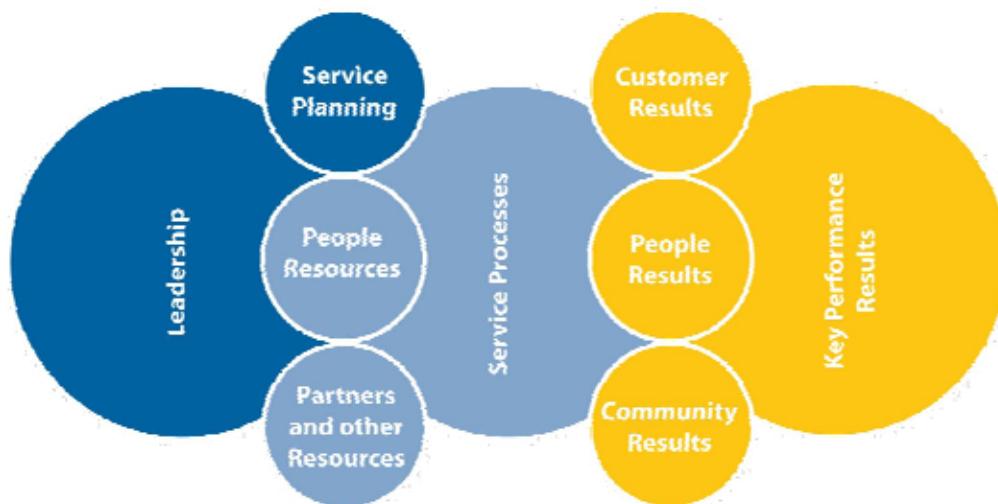 Leadership
Service
Planning
People
Resources
Partners
and other
Resources
Service Processes
Customer
Results
People
Results
Community
Results
Key Performance
Results